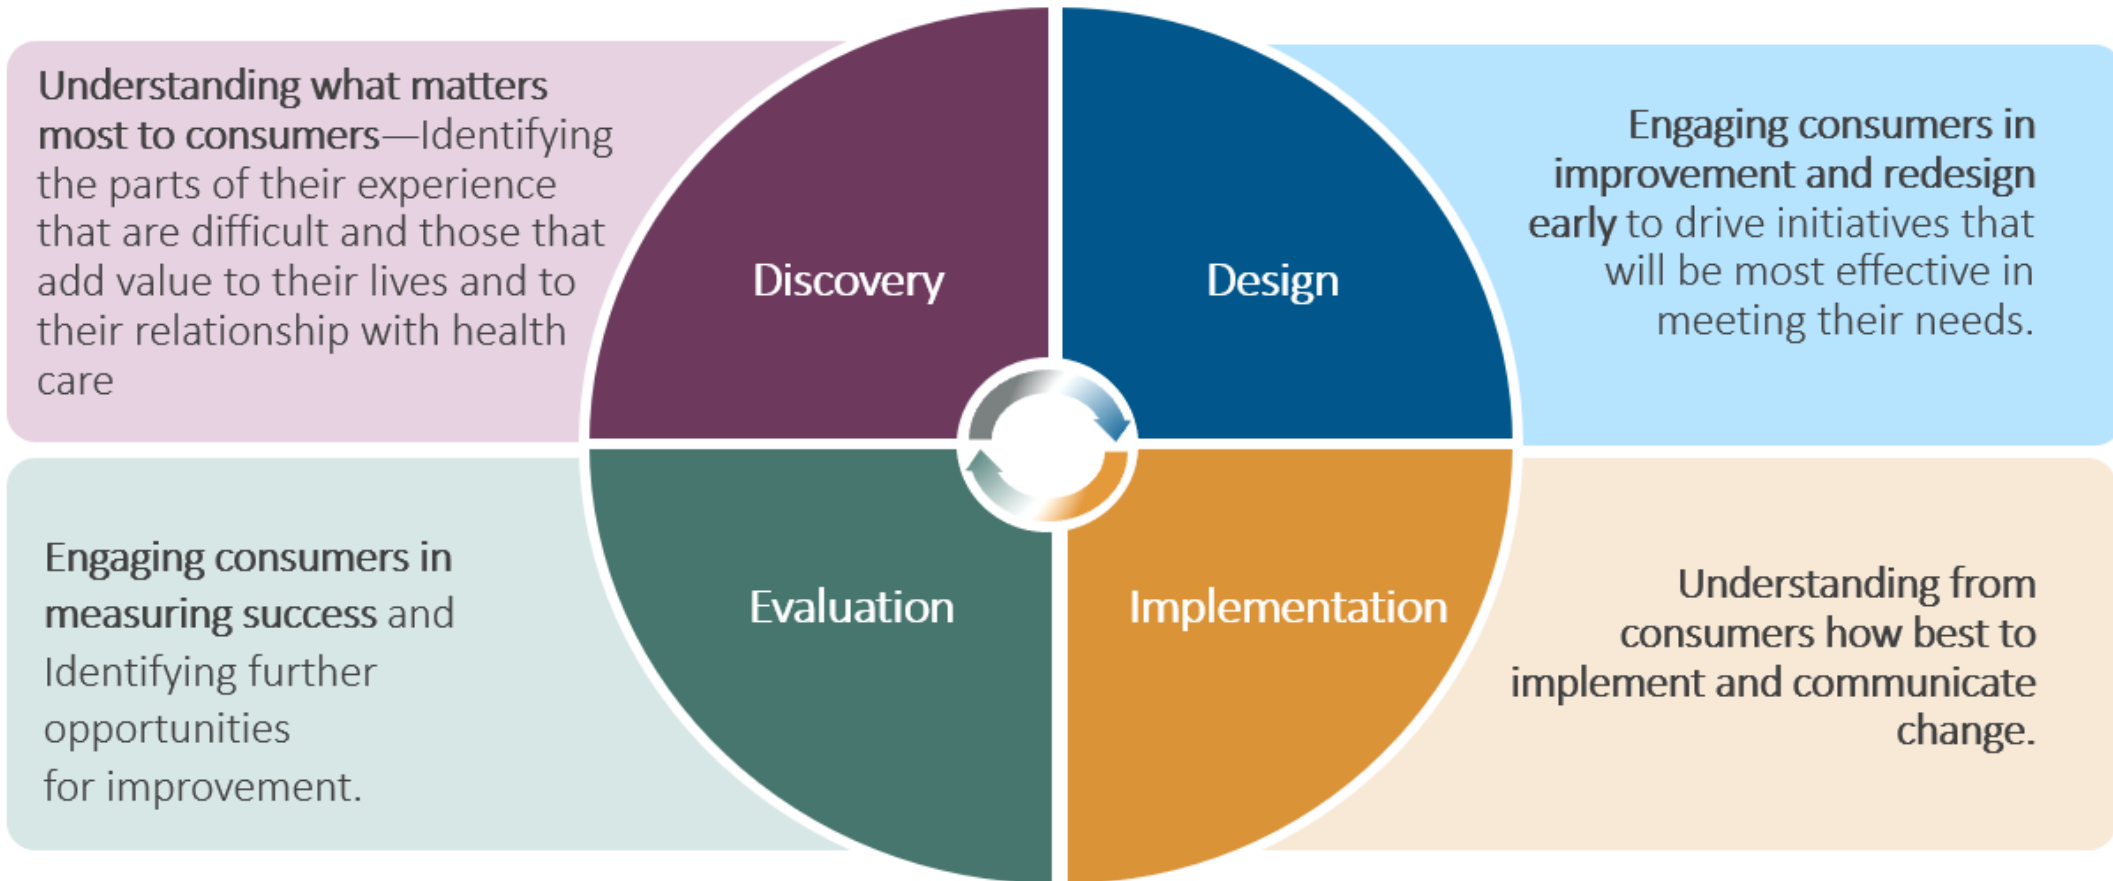 Understanding what matters
most to consumers—Identifying
the parts of their experience
that are difficult and those that
add value to their lives and to
their relationship with health
care
Discovery
Design
Engaging consumers in
improvement and redesign
early to drive initiatives that
will be most effective in
meeting their needs.
Engaging consumers in
measuring success and
Identifying further
opportunities
for improvement.
Evaluation
Implementation
Understanding from
consumers how best to
implement and communicate
change.